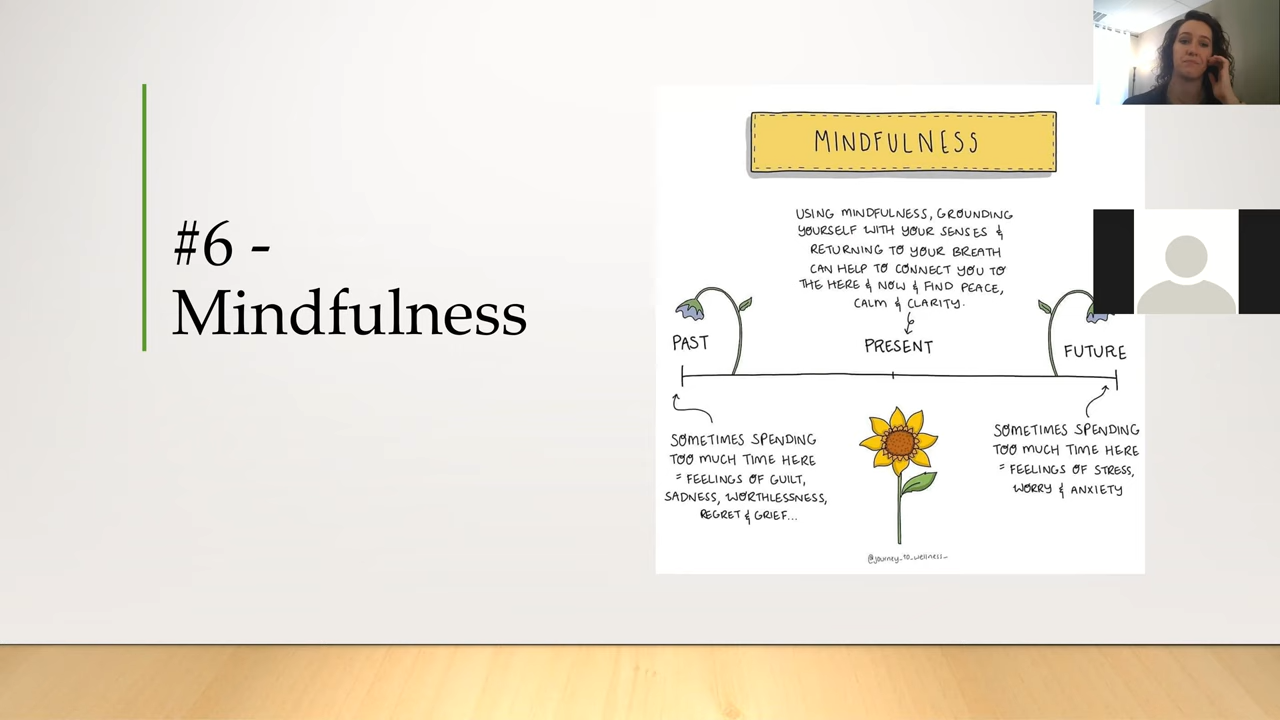 #6 -
Mindfulness
MINDFULNESS
USING MINDFULNESS, GROUNDING
YOURSELF WITH YOUR SENSES &
RETURNING TO YOUR BREATH
CAN HELP TO CONNECT YOU TO
THE HERE & NOW & FIND PEACE,
CALM & CLARITY.
PAST
PRESENT
FUTURE
SOMETIMES SPENDING
TOO MUCH TIME HERE
= FEELINGS OF GUILT,
SADNESS, WORTHLESSNESS,
REGRET & GRIEF...
SOMETIMES SPENDING
TOO MUCH TIME HERE
= FEELINGS OF STRESS,
WORRY & ANXIETY
@journey_to_wellness_